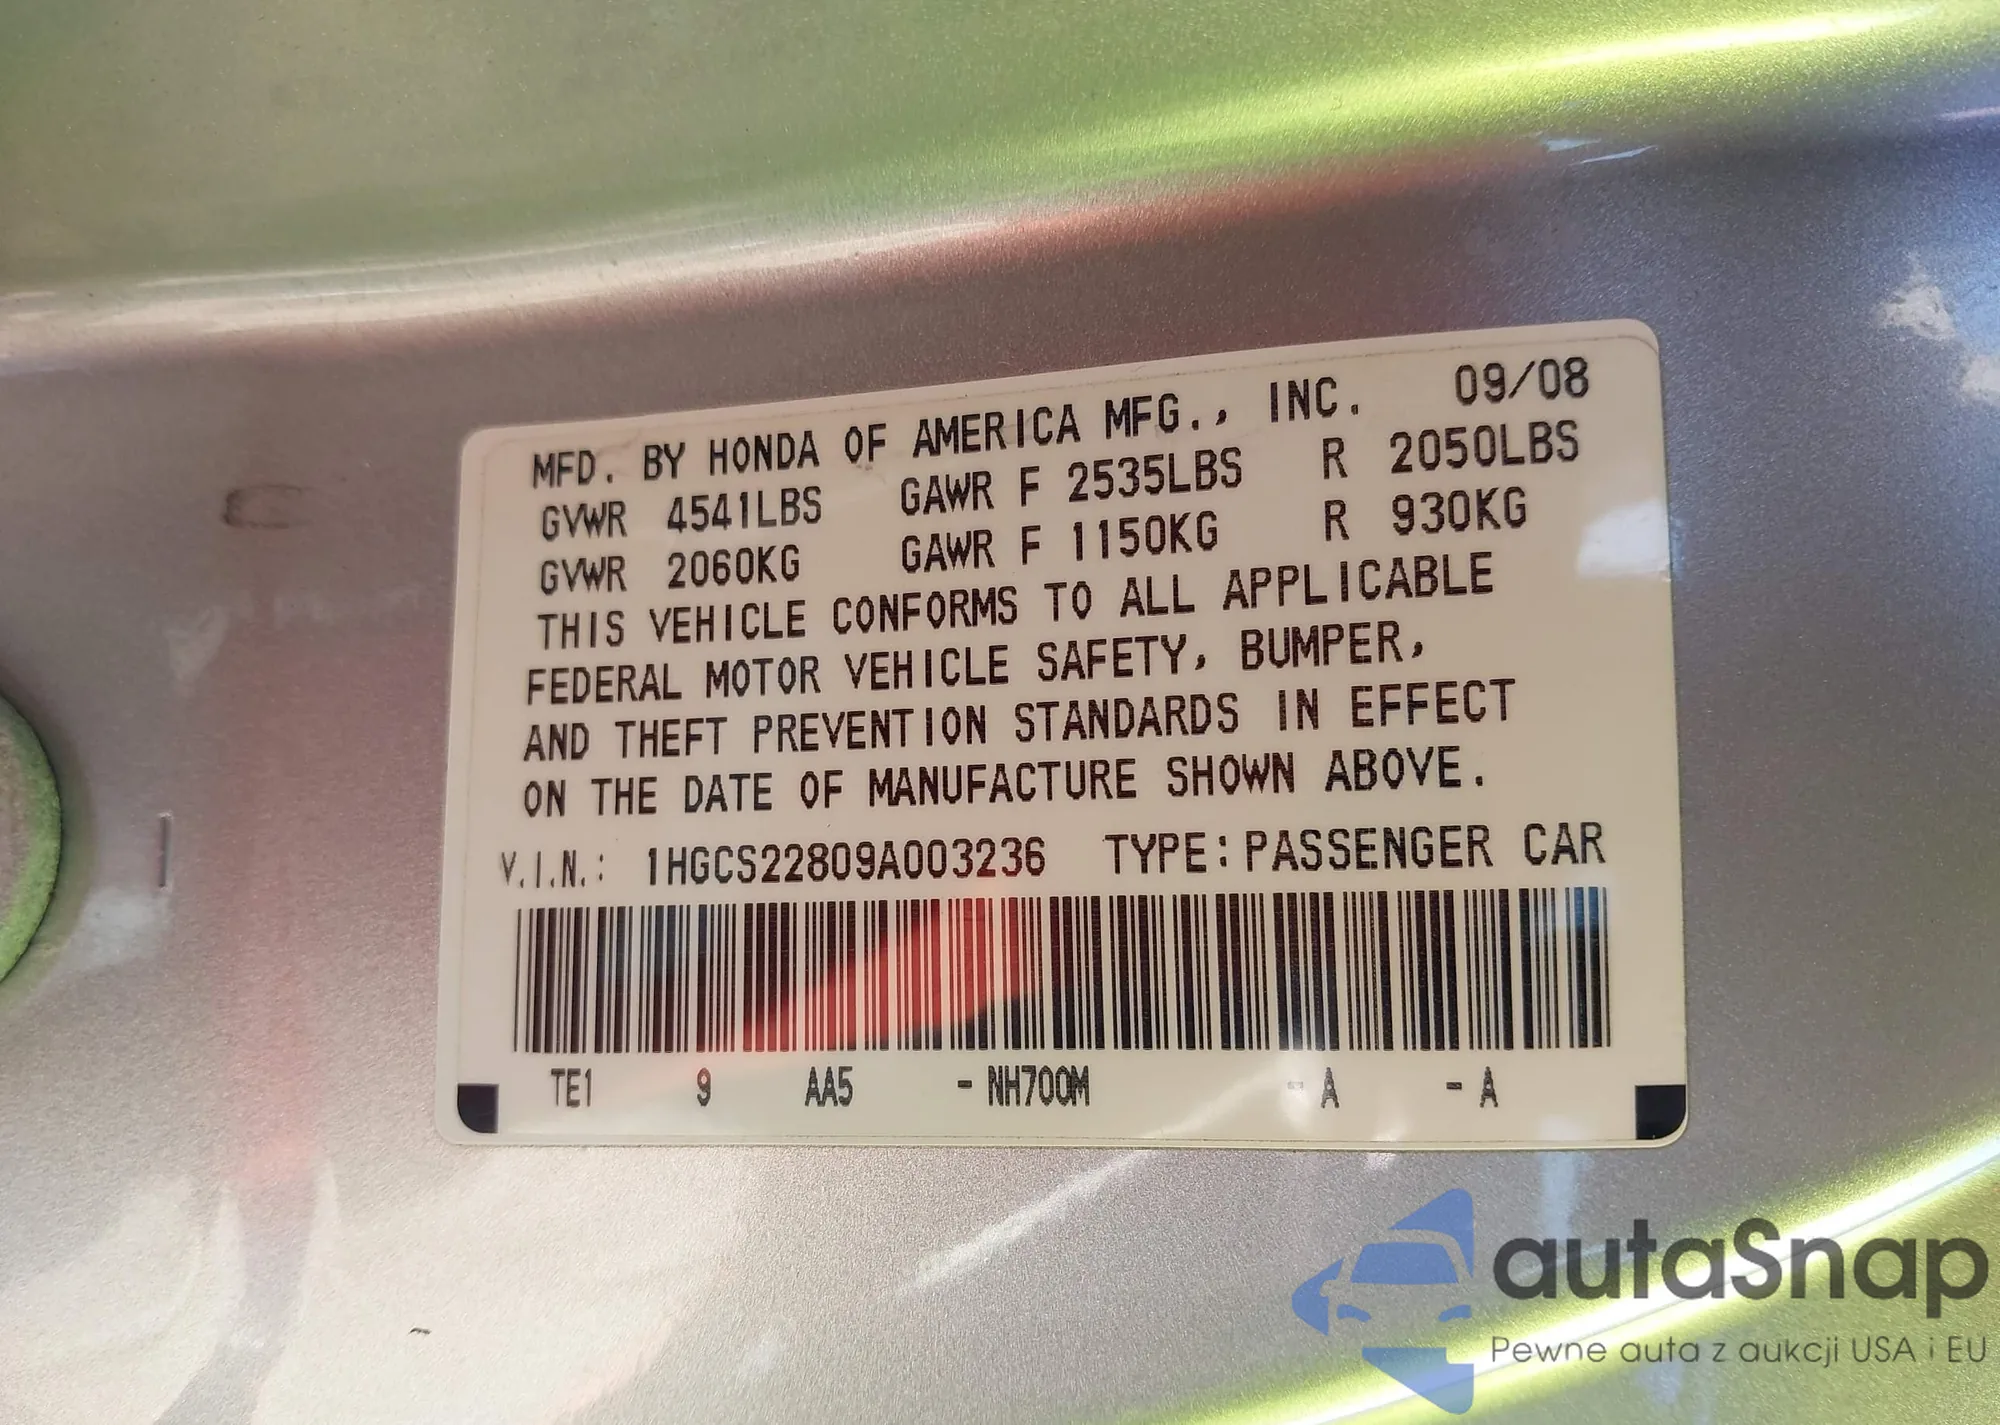 MFD. BY HONDA OF AMERICA MFG., INC. 09/08
GVWR 4541LBS GAWR F 2535LBS R 2050LBS
GVWR 2060KG GAWR F 1150KG R 930KG
THIS VEHICLE CONFORMS TO ALL APPLICABLE
FEDERAL MOTOR VEHICLE SAFETY, BUMPER,
AND THEFT PREVENTION STANDARDS IN EFFECT
ON THE DATE OF MANUFACTURE SHOWN ABOVE.
V.I.N.: 1HGCS22809A003236 TYPE:PASSENGER CAR
TE1 9 AA5 - NH700M - A - A
autaSnap
Pewne auta z aukcji USA i EU